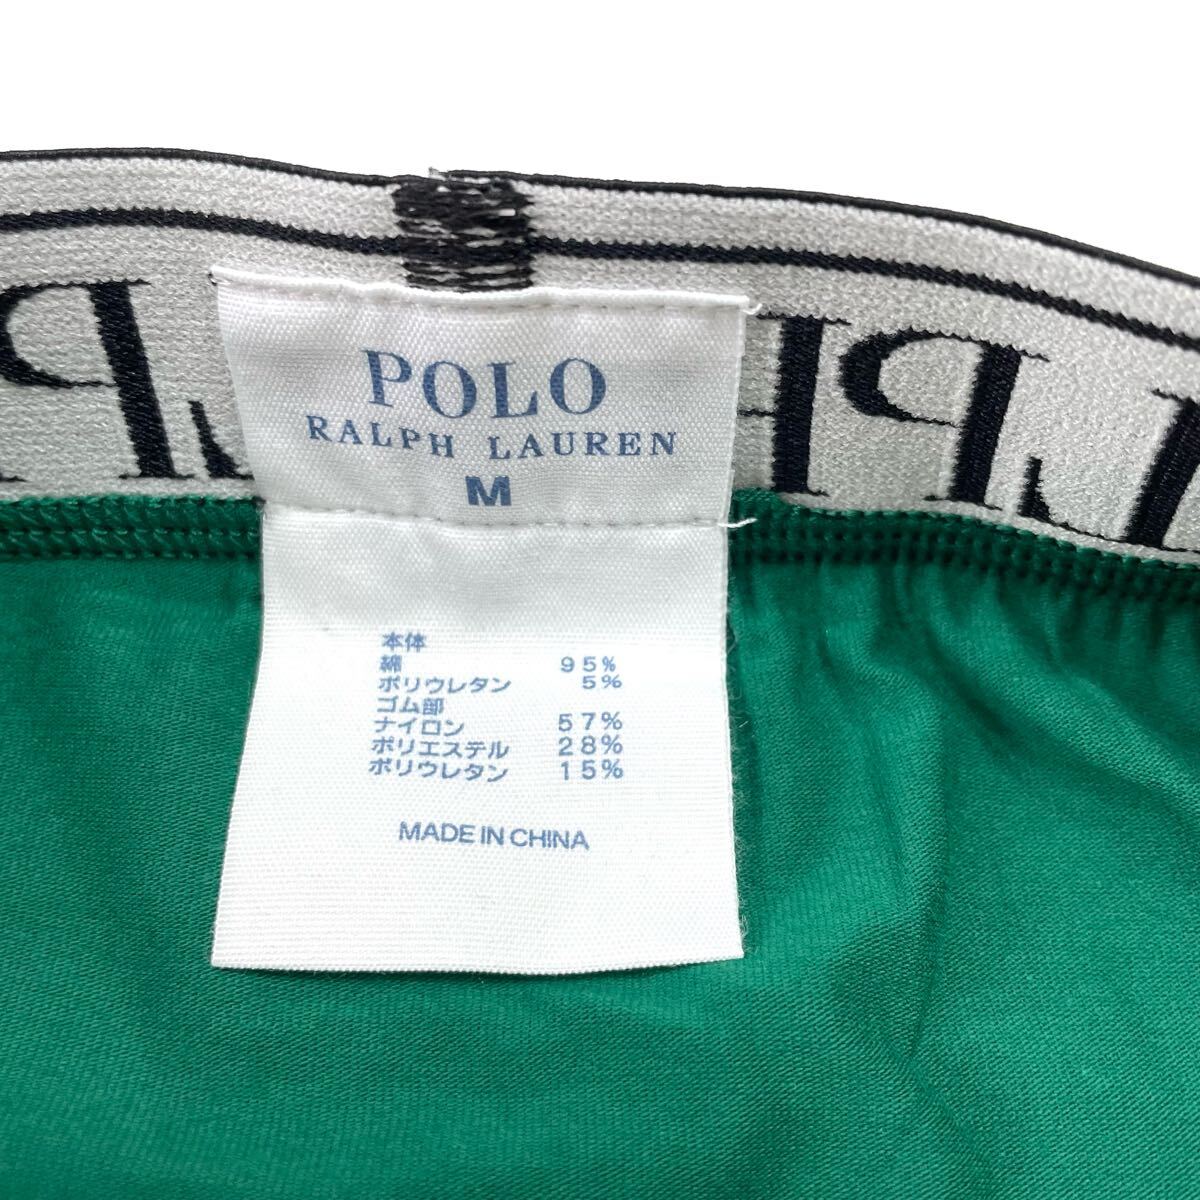 POLO
RALPH LAUREN
M
本体
綿 95%
ポリウレタン 5%
ゴム部
ナイロン 57%
ポリエステル 28%
ポリウレタン 15%
MADE IN CHINA